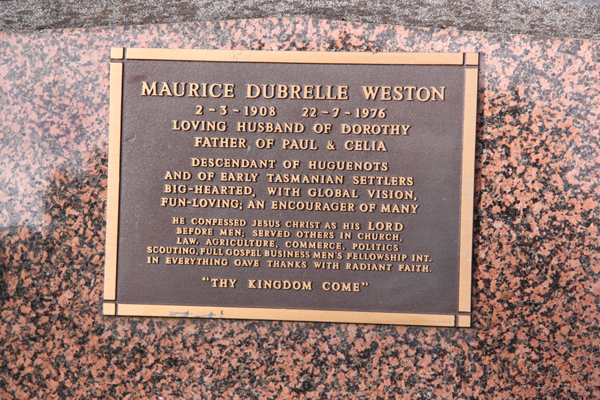 MAURICE DUBRELLE WESTON
2-3-1908 22-7-1976
LOVING HUSBAND OF DOROTHY
FATHER OF PAUL & CELIA
DESCENDANT OF HUGUENOTS
AND OF EARLY TASMANIAN SETTLERS
BIG-HEARTED, WITH GLOBAL VISION,
FUN-LOVING; AN ENCOURAGER OF MANY
HE CONFESSED JESUS CHRIST AS HIS LORD
BEFORE MEN; SERVED OTHERS IN CHURCH,
LAW, AGRICULTURE, COMMERCE, POLITICS
SCOUTING, FULL GOSPEL BUSINESS MEN'S FELLOWSHIP INT.
IN EVERYTHING GAVE THANKS WITH RADIANT FAITH.
"THY KINGDOM COME"